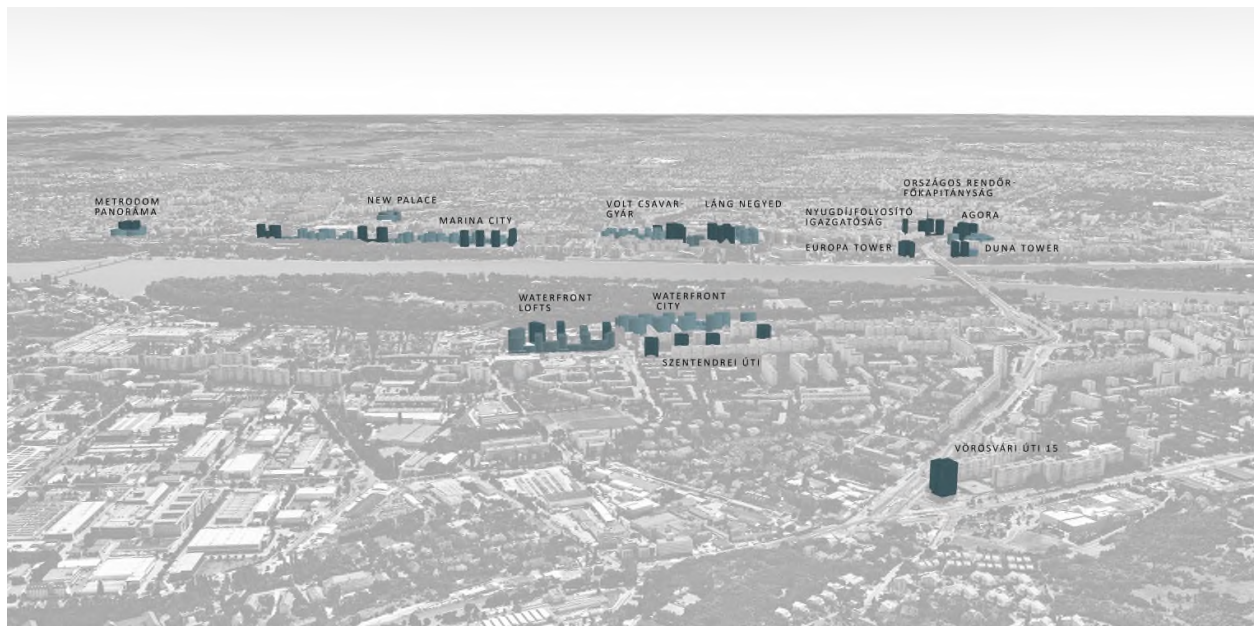 ORSZÁGOS RENDŐR-
FŐKAPITÁNYSÁG
METRODOM
PANORÁMA
NEW PALACE
VOLT CSAVAR-
GYÁR
LÁNG NEGYED
NYUGDÍJFOLYOSÍTÓ
IGAZGATÓSÁG
AGORA
MARINA CITY
EUROPA TOWER
DUNA TOWER
WATERFRONT
LOFTS
WATERFRONT
CITY
SZENTENDREI ÚTI
VÖRÖSVÁRI ÚTI 15